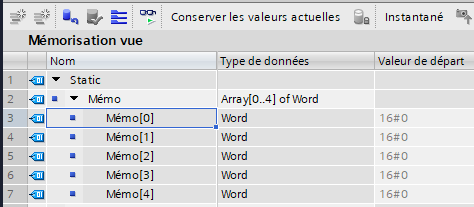 Conserver les valeurs actuelles Instantané
Mémorisation vue
Nom Type de données Valeur de départ
1 Static
2 Mémo Array[0..4] of Word
3 Mémo[0] Word 16#0
4 Mémo[1] Word 16#0
5 Mémo[2] Word 16#0
6 Mémo[3] Word 16#0
7 Mémo[4] Word 16#0